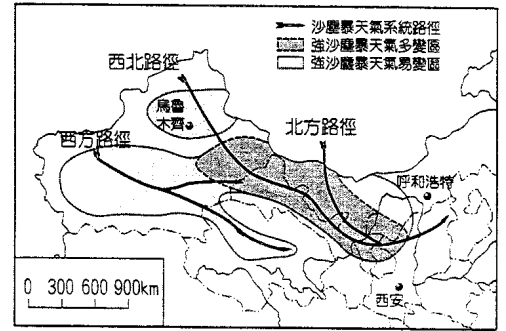 沙塵暴天氣系統路徑
強沙塵暴天氣多變區
強沙塵暴天氣易變區
西北路徑
烏魯
木齊
西方路徑
北方路徑
呼和浩特
西安
0 300 600 900km